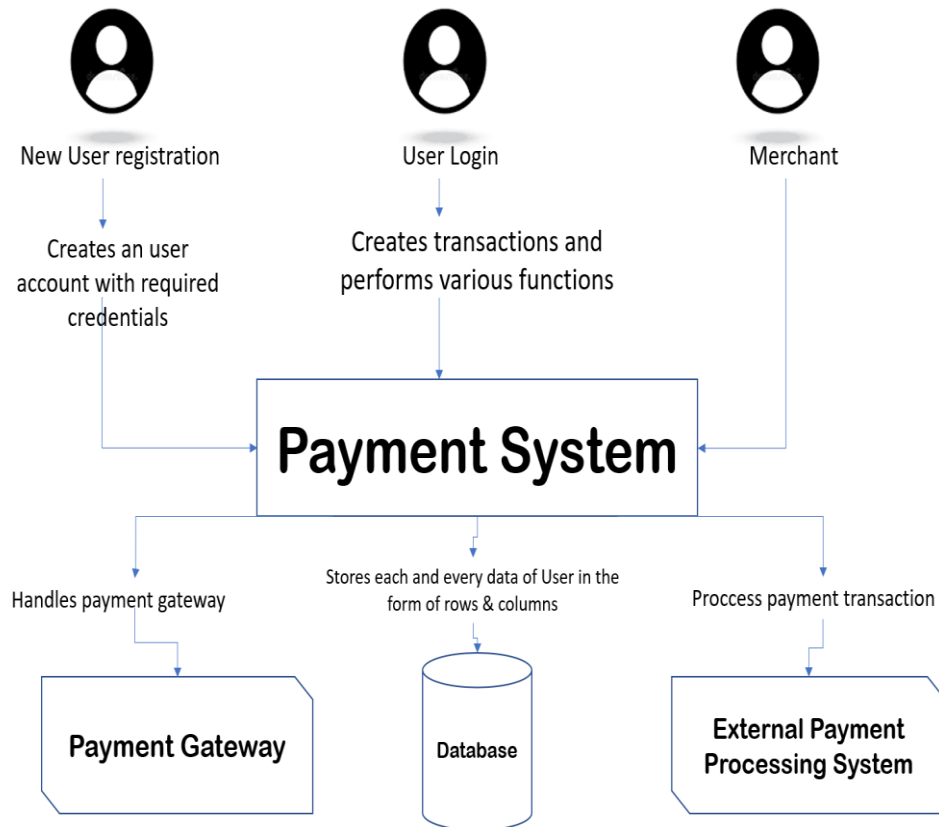 New User registration
User Login
Merchant
Creates an user
account with required
credentials
Creates transactions and
performs various functions
Payment System
Handles payment gateway
Stores each and every data of User in the
form of rows & columns
Proccess payment transaction
Payment Gateway
Database
External Payment
Processing System